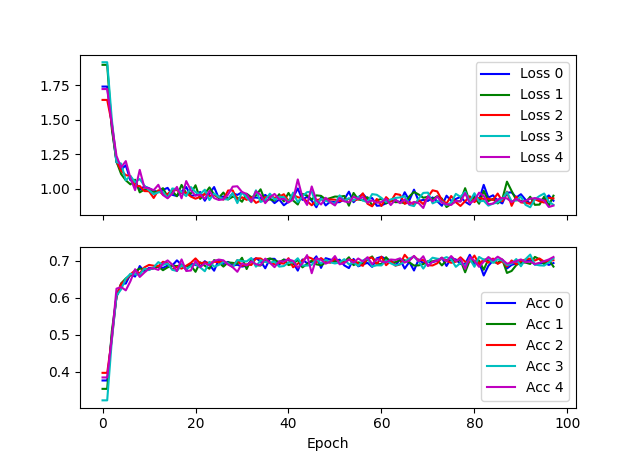 1.75
1.50
1.25
1.00
Loss 0
Loss 1
Loss 2
Loss 3
Loss 4
0.7
0.6
0.5
0.4
Acc 0
Acc 1
Acc 2
Acc 3
Acc 4
0 20 40 60 80 100
Epoch